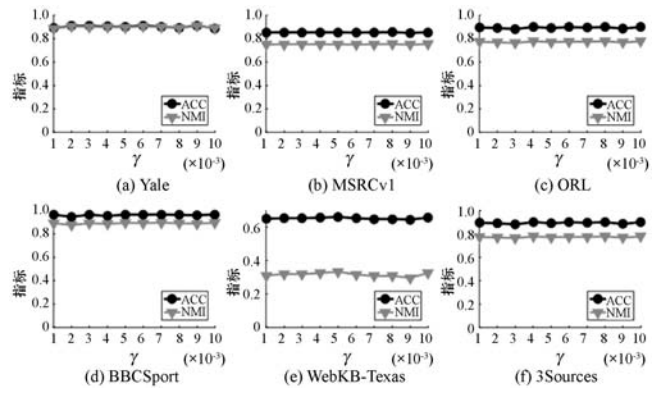 1.0
0.8
0.6
0.4
0.2
0
指标
ACC
NMI
1 2 3 4 5 6 7 8 9 10
γ (×10⁻³)
(a) Yale
1.0
0.8
0.6
0.4
0.2
0
指标
ACC
NMI
1 2 3 4 5 6 7 8 9 10
γ (×10⁻³)
(b) MSRCv1
1.0
0.8
0.6
0.4
0.2
0
指标
ACC
NMI
1 2 3 4 5 6 7 8 9 10
γ (×10⁻³)
(c) ORL
1.0
0.8
0.6
0.4
0.2
0
指标
ACC
NMI
1 2 3 4 5 6 7 8 9 10
γ (×10⁻³)
(d) BBCSport
0.6
0.4
0.2
0
指标
ACC
NMI
1 2 3 4 5 6 7 8 9 10
γ (×10⁻³)
(e) WebKB-Texas
1.0
0.8
0.6
0.4
0.2
0
指标
ACC
NMI
1 2 3 4 5 6 7 8 9 10
γ (×10⁻³)
(f) 3Sources